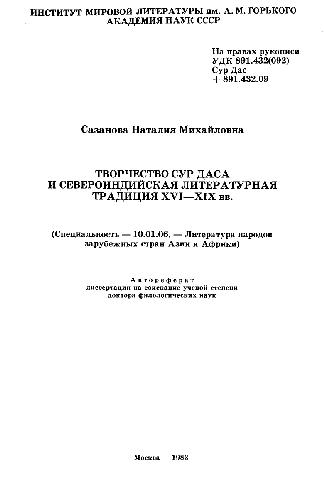 ИНСТИТУТ МИРОВОЙ ЛИТЕРАТУРЫ им. А. М. ГОРЬКОГО
АКАДЕМИЯ НАУК СССР
На правах рукописи
УДК 891.432(092)
Сур Дас
+ 891.432.09
Сазанова Наталия Михайловна
ТВОРЧЕСТВО СУР ДАСА
И СЕВЕРОИНДИЙСКАЯ ЛИТЕРАТУРНАЯ
ТРАДИЦИЯ XVI—XIX вв.
(Специальность — 10.01.06. — Литература народов
зарубежных стран Азии и Африки)
Автореферат
диссертации на соискание ученой степени
доктора филологических наук
Москва 1988